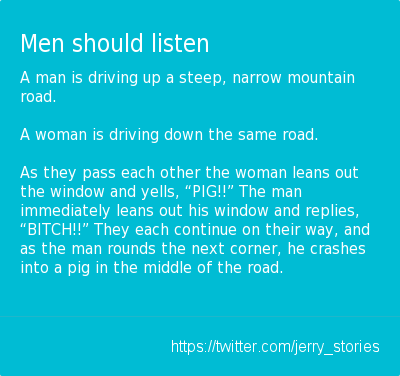 Men should listen
A man is driving up a steep, narrow mountain
road.
A woman is driving down the same road.
As they pass each other the woman leans out
the window and yells, “PIG!!” The man
immediately leans out his window and replies,
“BITCH!!” They each continue on their way, and
as the man rounds the next corner, he crashes
into a pig in the middle of the road.
https://twitter.com/jerry_stories